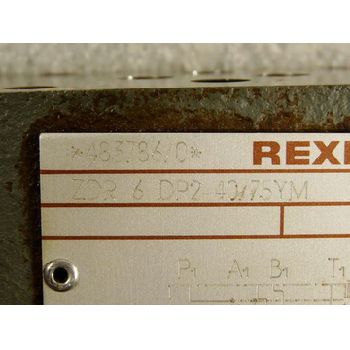 *483786/0* REX
ZDR 6 DP2-40/75YM
P1 A1 B1 T1